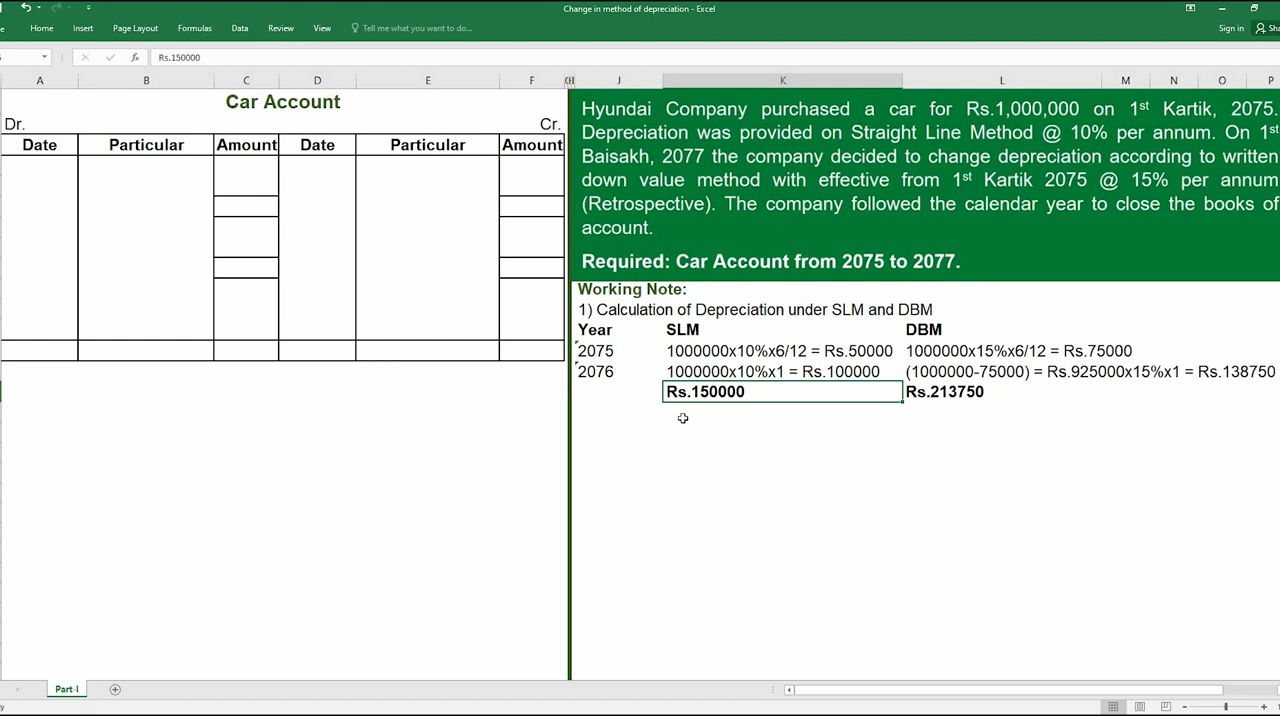 Change in method of depreciation - Excel
Home Insert Page Layout Formulas Data Review View Tell me what you want to do... Sign in
fx Rs.150000
A B C D E F J K L M N O P
Car Account
Dr. Cr.
Date Particular Amount Date Particular Amount
Hyundai Company purchased a car for Rs.1,000,000 on 1st Kartik, 2075.
Depreciation was provided on Straight Line Method @ 10% per annum. On 1st
Baisakh, 2077 the company decided to change depreciation according to written
down value method with effective from 1st Kartik 2075 @ 15% per annum
(Retrospective). The company followed the calendar year to close the books of
account.
Required: Car Account from 2075 to 2077.
Working Note:
1) Calculation of Depreciation under SLM and DBM
Year SLM DBM
2075 1000000x10%x6/12 = Rs.50000 1000000x15%x6/12 = Rs.75000
2076 1000000x10%x1 = Rs.100000 (1000000-75000) = Rs.925000x15%x1 = Rs.138750
Rs.150000 Rs.213750
Part-I